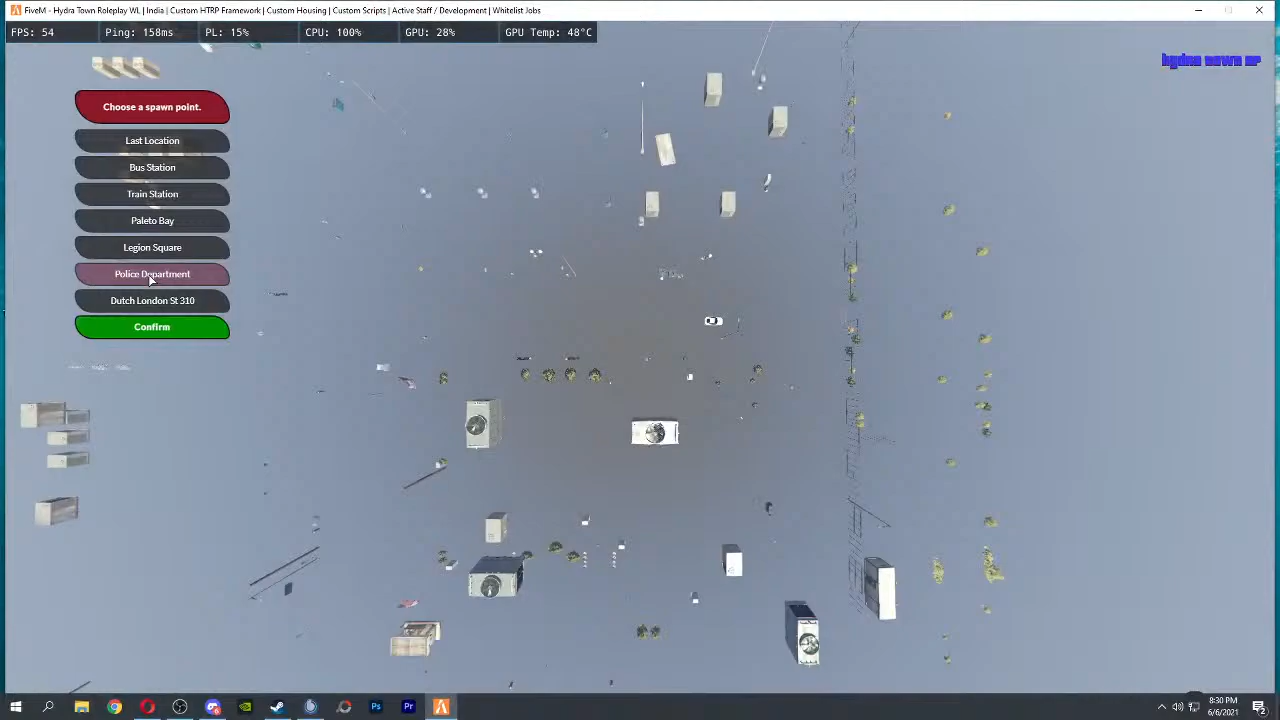 FiveM - Hydra Town Roleplay WL | India | Custom HTRP Framework | Custom Housing | Custom Scripts | Active Staff / Development | Whitelist Jobs
FPS: 54 Ping: 158ms PL: 15% CPU: 100% GPU: 28% GPU Temp: 48°C
hydra town rp
Choose a spawn point.
Last Location
Bus Station
Train Station
Paleto Bay
Legion Square
Police Department
Dutch London St 310
Confirm
8:30 PM
6/6/2021